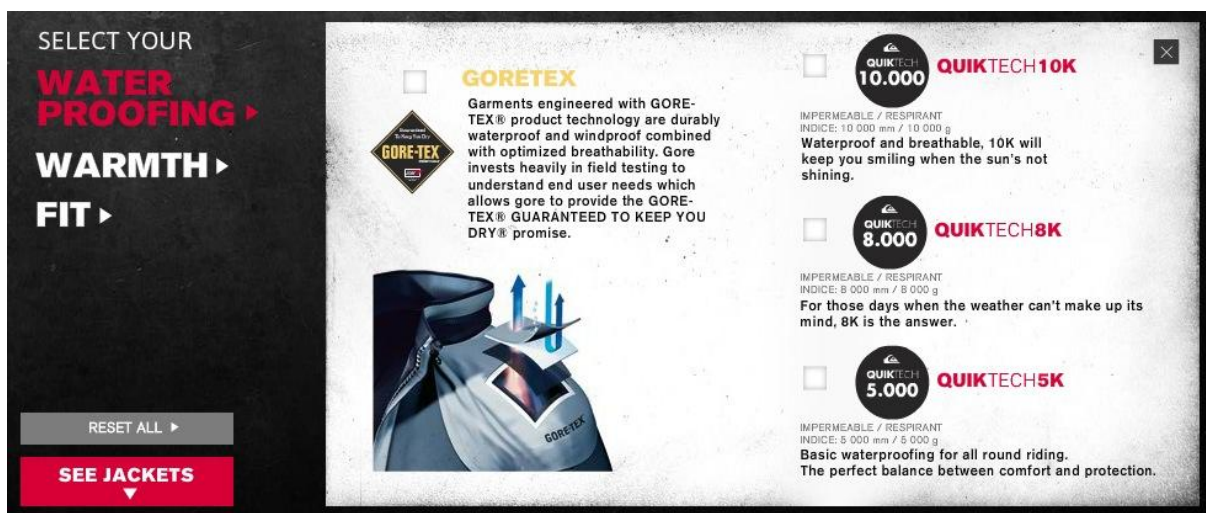 SELECT YOUR
WATER
PROOFING
WARMTH
FIT
RESET ALL
SEE JACKETS
GORETEX
Garments engineered with GORE-
TEX® product technology are durably
waterproof and windproof combined
with optimized breathability. Gore
invests heavily in field testing to
understand end user needs which
allows gore to provide the GORE-
TEX® GUARANTEED TO KEEP YOU
DRY® promise.
Guaranteed
To Keep You Dry
GORE-TEX
GORE-TEX
QUIKTECH
10.000
QUIKTECH10K
IMPERMEABLE / RESPIRANT
INDICE: 10 000 mm / 10 000 g
Waterproof and breathable, 10K will
keep you smiling when the sun's not
shining.
QUIKTECH
8.000
QUIKTECH8K
IMPERMEABLE / RESPIRANT
INDICE: 8 000 mm / 8 000 g
For those days when the weather can't make up its
mind, 8K is the answer.
QUIKTECH
5.000
QUIKTECH5K
IMPERMEABLE / RESPIRANT
INDICE: 5 000 mm / 5 000 g
Basic waterproofing for all round riding.
The perfect balance between comfort and protection.